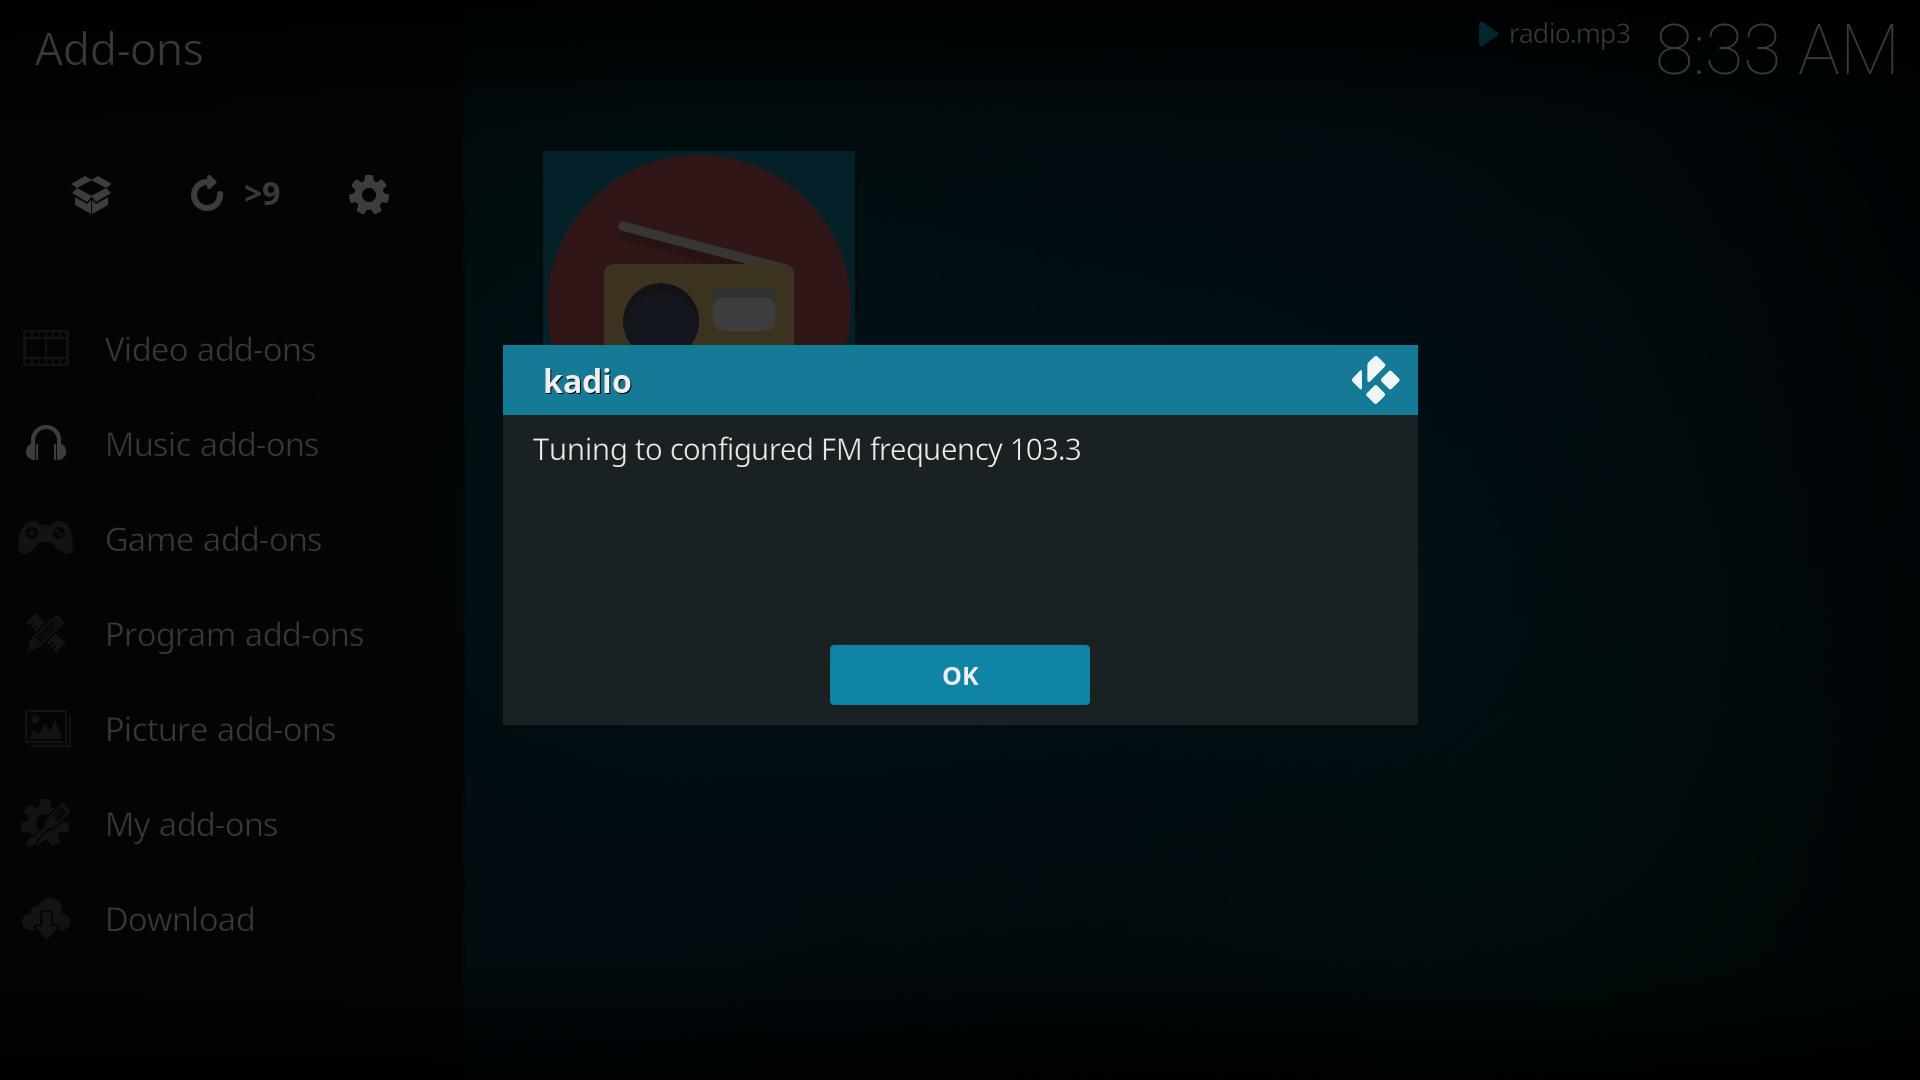 Add-ons
radio.mp3
8:33 AM
>9
Video add-ons
Music add-ons
Game add-ons
Program add-ons
Picture add-ons
My add-ons
Download
kadio
Tuning to configured FM frequency 103.3
OK